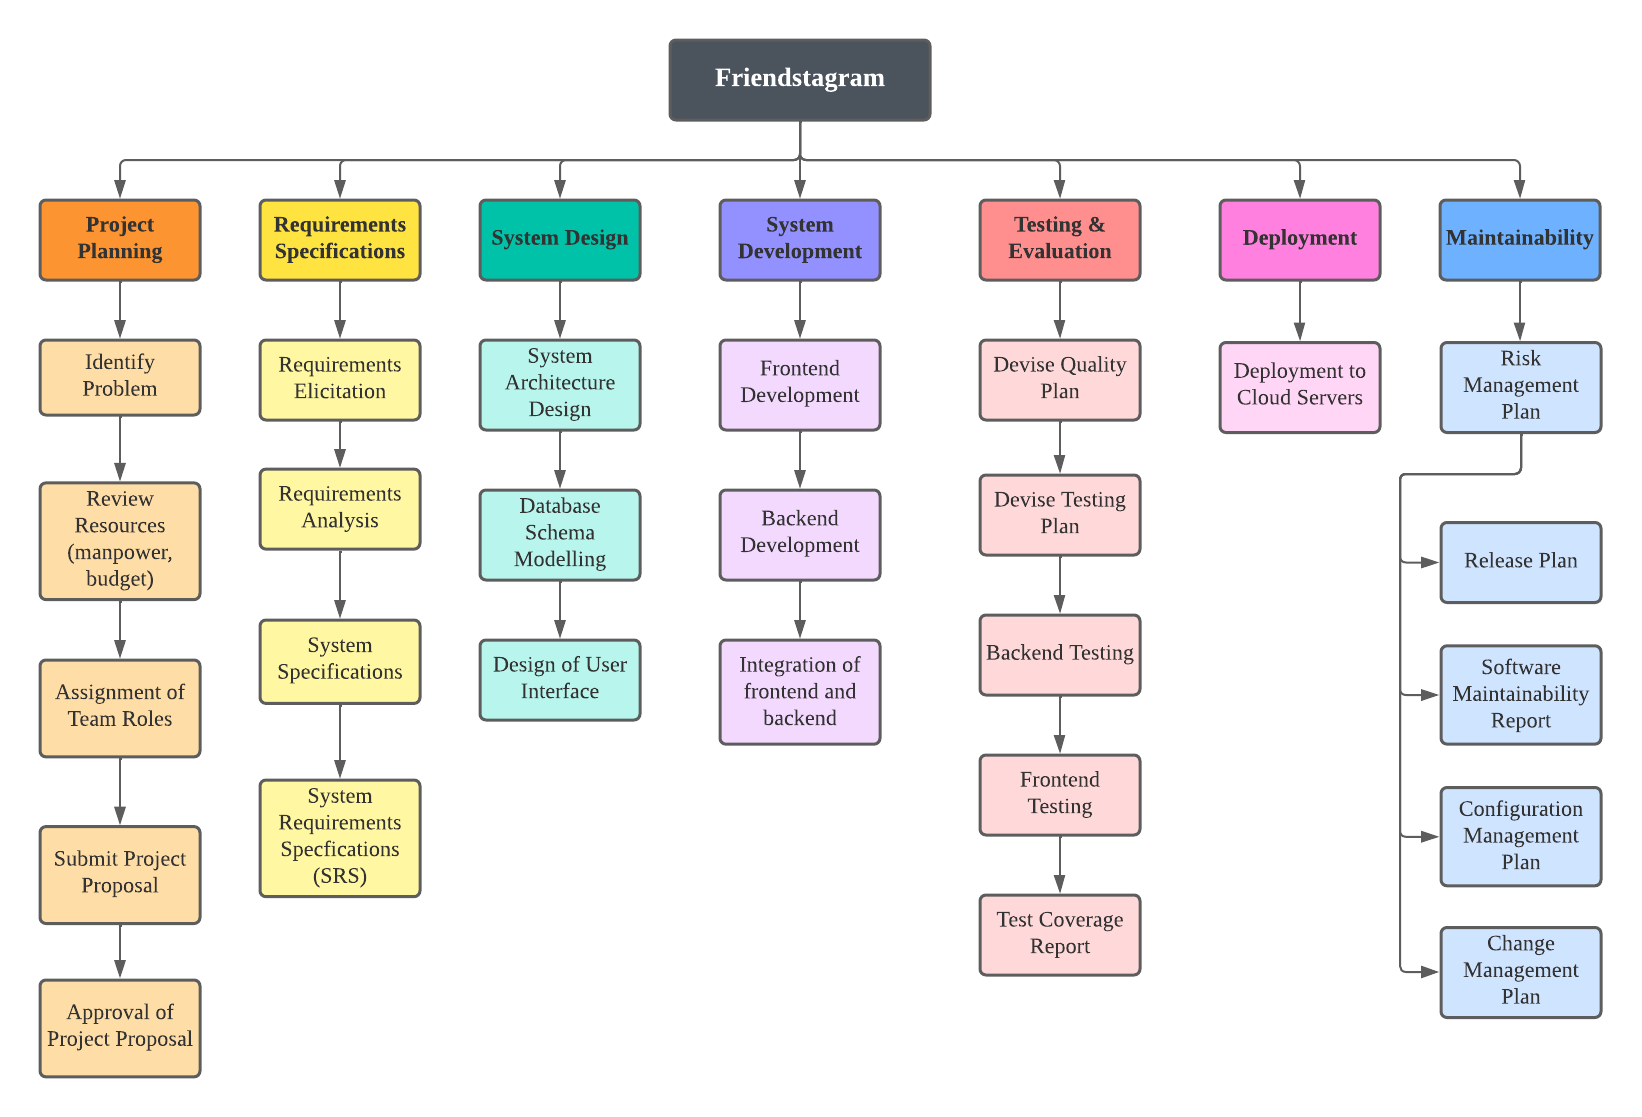 Friendstagram
Project
Planning
Requirements
Specifications
System Design
System
Development
Testing &
Evaluation
Deployment
Maintainability
Identify
Problem
Review
Resources
(manpower,
budget)
Assignment of
Team Roles
Submit Project
Proposal
Approval of
Project Proposal
Requirements
Elicitation
Requirements
Analysis
System
Specifications
System
Requirements
Specfications
(SRS)
System
Architecture
Design
Database
Schema
Modelling
Design of User
Interface
Frontend
Development
Backend
Development
Integration of
frontend and
backend
Devise Quality
Plan
Devise Testing
Plan
Backend Testing
Frontend
Testing
Test Coverage
Report
Deployment to
Cloud Servers
Risk
Management
Plan
Release Plan
Software
Maintainability
Report
Configuration
Management
Plan
Change
Management
Plan